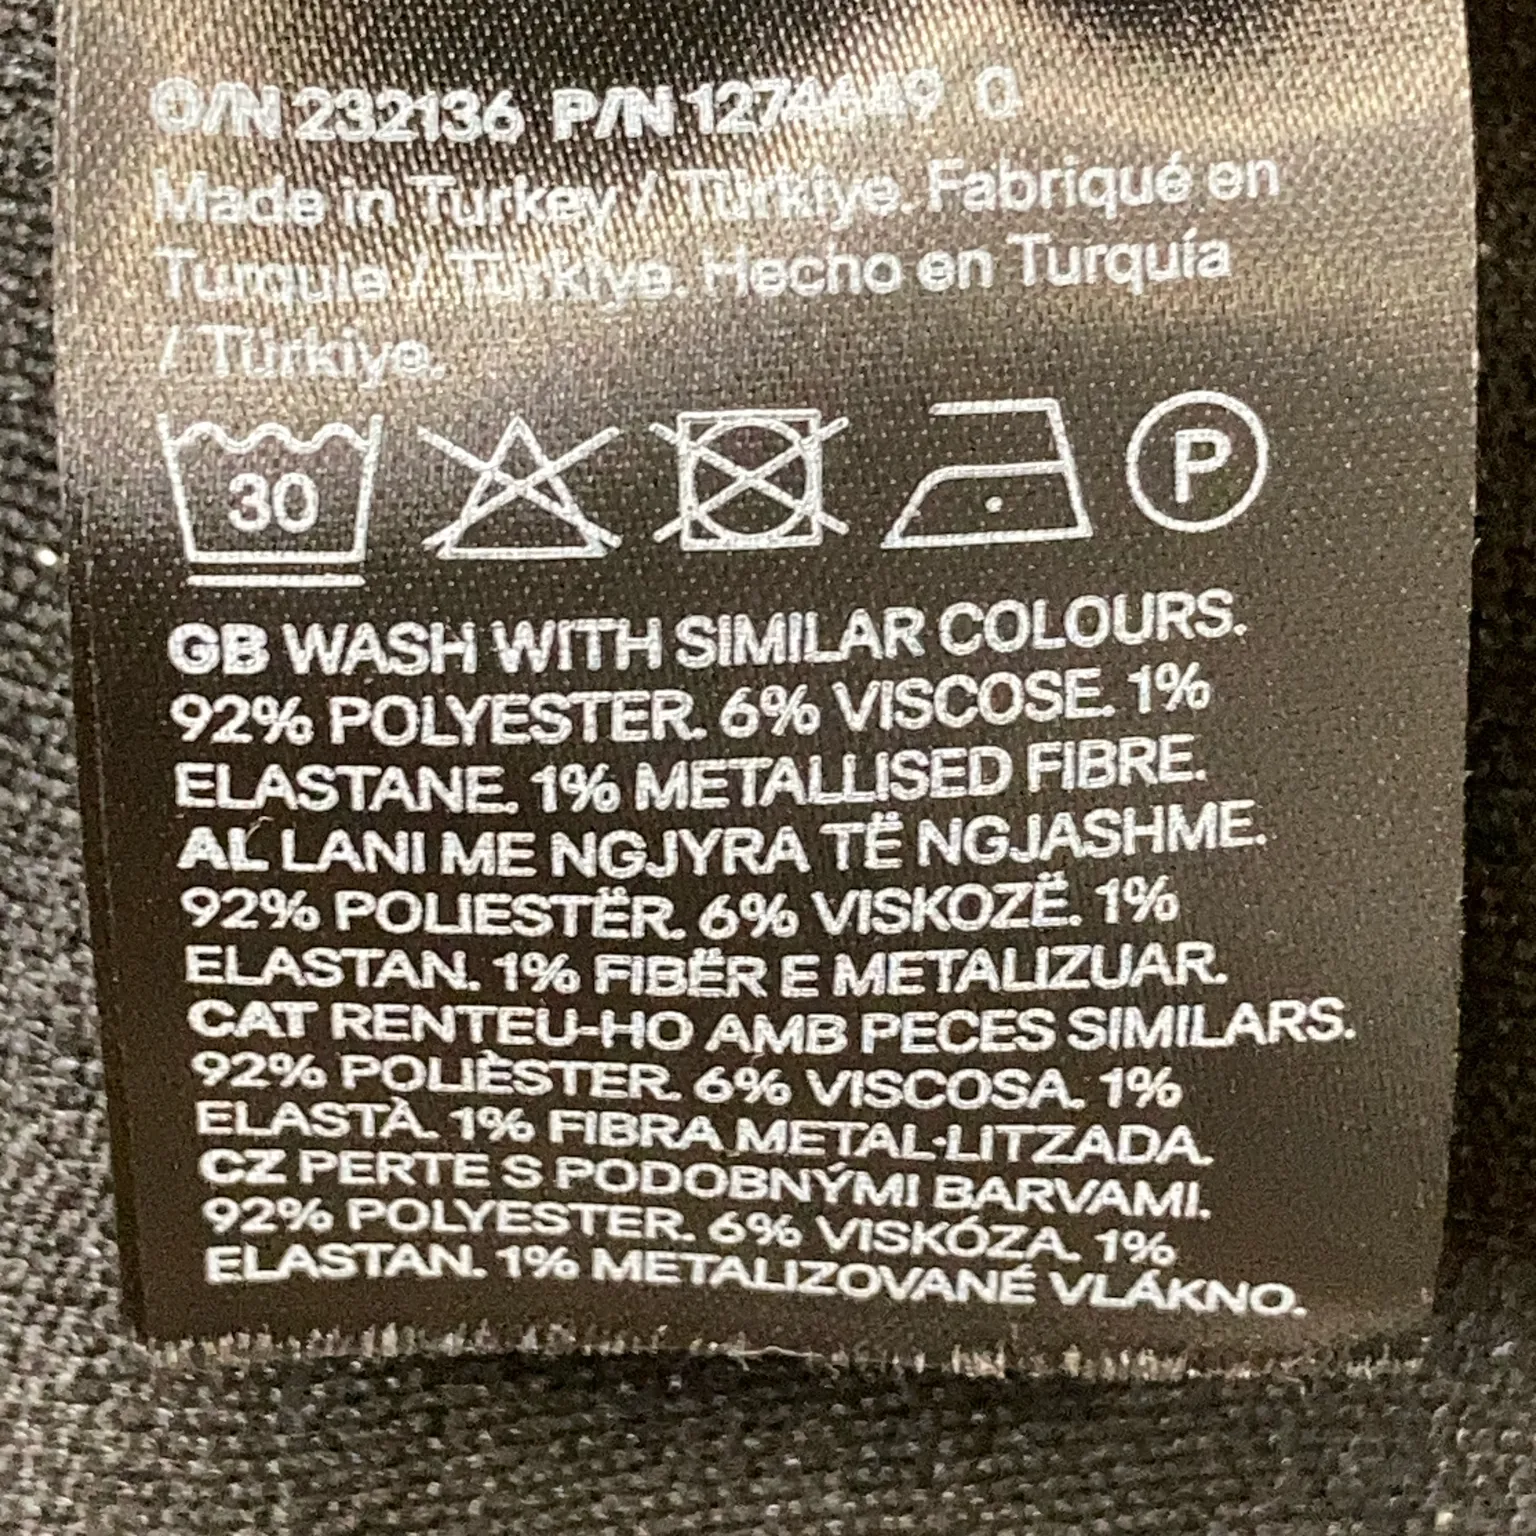 O/N 232136 P/N 1274649 0
Made in Turkey / Türkiye. Fabriqué en
Turquie / Türkiye. Hecho en Turquía
/ Türkiye.
30 P
GB WASH WITH SIMILAR COLOURS.
92% POLYESTER. 6% VISCOSE. 1%
ELASTANE. 1% METALLISED FIBRE.
AL LANI ME NGJYRA TË NGJASHME.
92% POLIESTËR. 6% VISKOZË. 1%
ELASTAN. 1% FIBËR E METALIZUAR.
CAT RENTEU-HO AMB PECES SIMILARS.
92% POLIÈSTER. 6% VISCOSA. 1%
ELASTÀ. 1% FIBRA METAL·LITZADA.
CZ PERTE S PODOBNÝMI BARVAMI.
92% POLYESTER. 6% VISKÓZA. 1%
ELASTAN. 1% METALIZOVANÉ VLÁKNO.